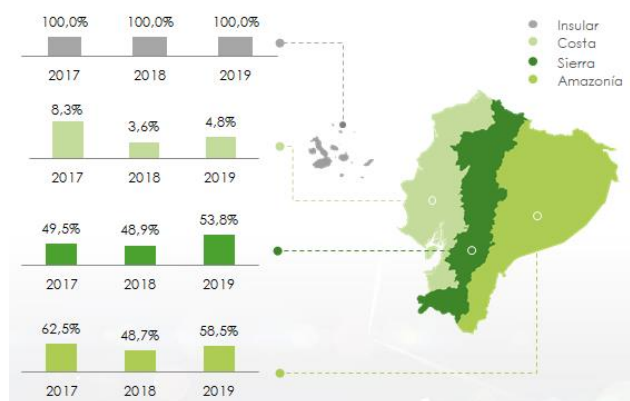 100,0% 100,0% 100,0%
2017 2018 2019
8,3% 3,6% 4,8%
2017 2018 2019
49,5% 48,9% 53,8%
2017 2018 2019
62,5% 48,7% 58,5%
2017 2018 2019
Insular
Costa
Sierra
Amazonía